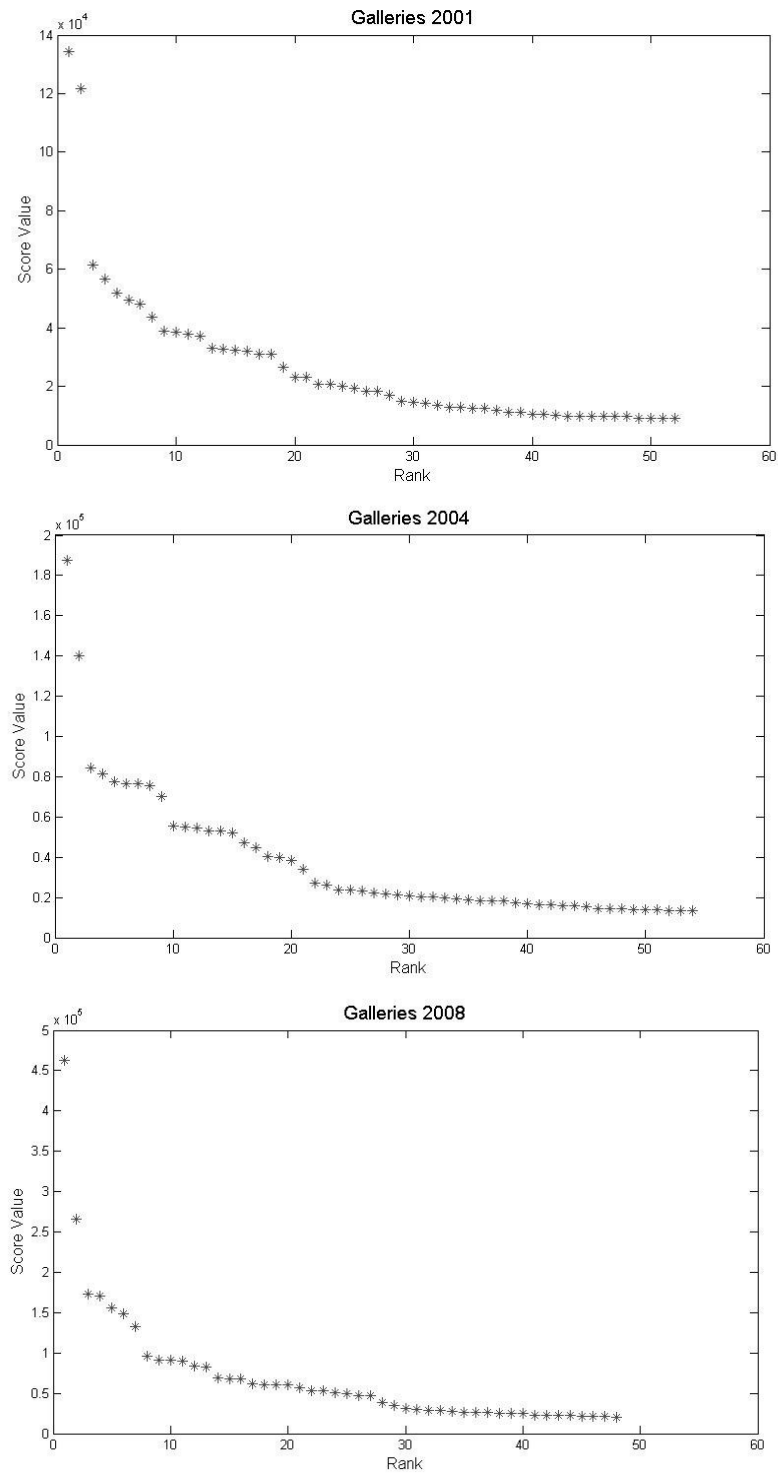 Galleries 2001
x 10^4
14
12
10
8
6
4
2
0
Score Value
0 10 20 30 40 50 60
Rank
Galleries 2004
x 10^5
2
1.8
1.6
1.4
1.2
1
0.8
0.6
0.4
0.2
0
Score Value
0 10 20 30 40 50 60
Rank
Galleries 2008
x 10^5
5
4.5
4
3.5
3
2.5
2
1.5
1
0.5
0
Score Value
0 10 20 30 40 50 60
Rank